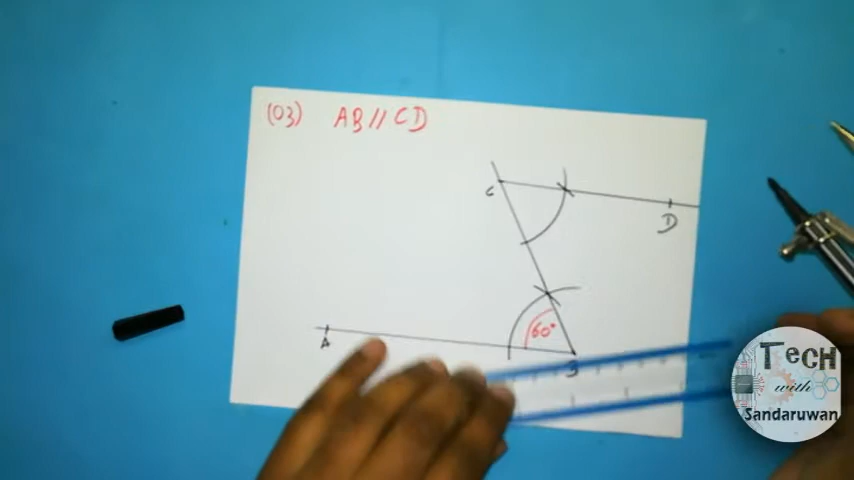 (03) AB//CD
C
D
60°
A
B
TecH
with
Sandaruwan